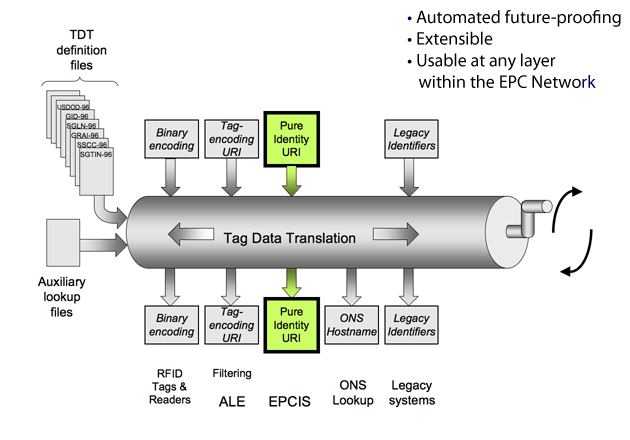 • Automated future-proofing
• Extensible
• Usable at any layer
within the EPC Network
TDT
definition
files
USDOD-96
GID-96
SGLN-96
GRAI-96
SSCC-96
SGTIN-96
Binary
encoding
Tag-
encoding
URI
Pure
Identity
URI
Legacy
Identifiers
Tag Data Translation
Auxiliary
lookup
files
Binary
encoding
Tag-
encoding
URI
Pure
Identity
URI
ONS
Hostname
Legacy
Identifiers
RFID
Tags &
Readers
Filtering
ALE
EPCIS
ONS
Lookup
Legacy
systems